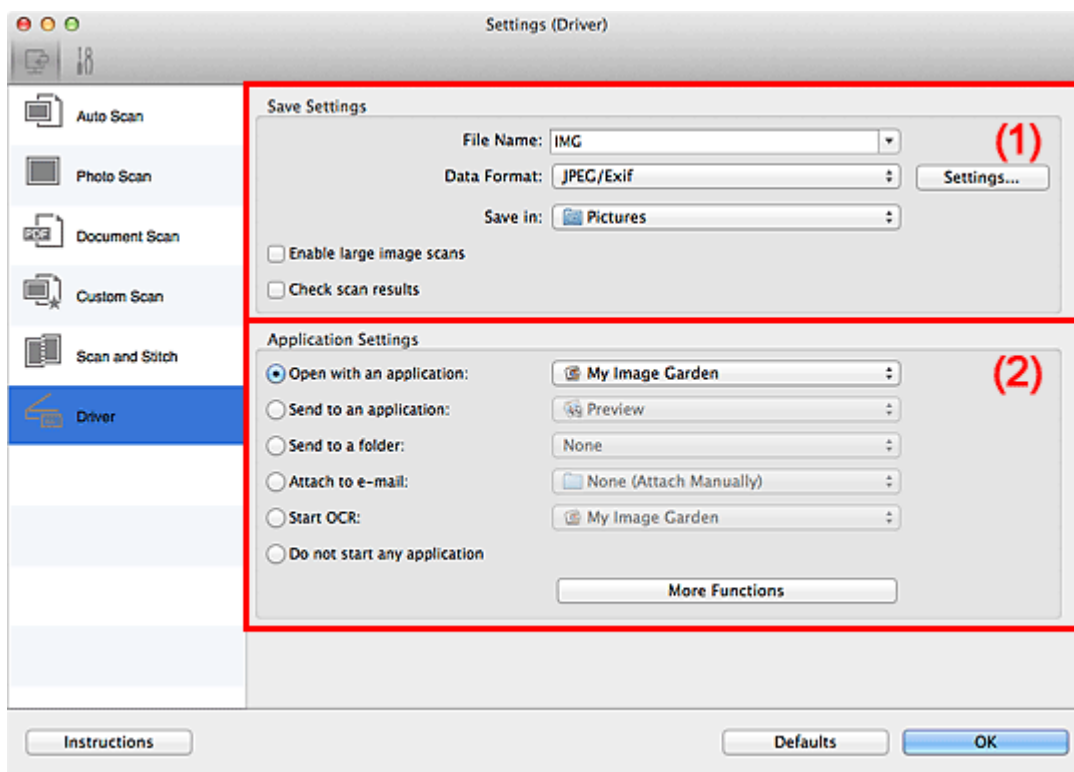 Settings (Driver)
Auto Scan
Photo Scan
PDF
Document Scan
Custom Scan
Scan and Stitch
Driver
Save Settings
(1)
File Name: IMG
Data Format: JPEG/Exif Settings...
Save in: Pictures
Enable large image scans
Check scan results
Application Settings
(2)
Open with an application: My Image Garden
Send to an application: Preview
Send to a folder: None
Attach to e-mail: None (Attach Manually)
Start OCR: My Image Garden
Do not start any application
More Functions
Instructions Defaults OK